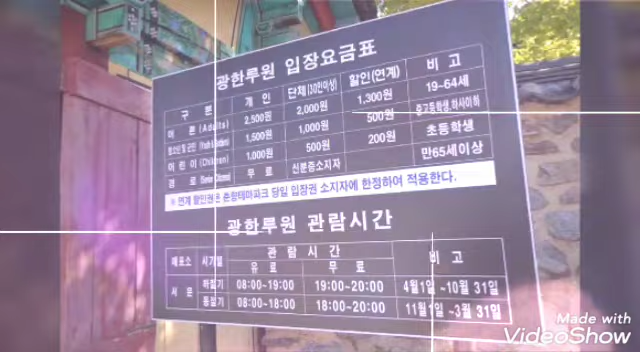 광한루원 입장요금표
구 분 개 인 단체(30인이상) 할인(연계) 비 고
어 른 (Adults) 2,500원 2,000원 1,300원 19~64세
청소년 및 군인 1,500원 1,000원 500원 중고등학생,하사이하
어 린 이 (Children) 1,000원 500원 200원 초등학생
경 로 무 료 신분증소지자 만65세이상
※ 연계 할인권은 춘향테마파크 당일 입장권 소지자에 한정하여 적용한다.
광한루원 관람시간
매표소 시기별 관 람 시 간 비 고
유 료 무 료
서 문 하절기 08:00~19:00 19:00~20:00 4월1일 ~10월 31일
동절기 08:00~18:00 18:00~20:00 11월1일 ~3월 31일
Made with
VideoShow